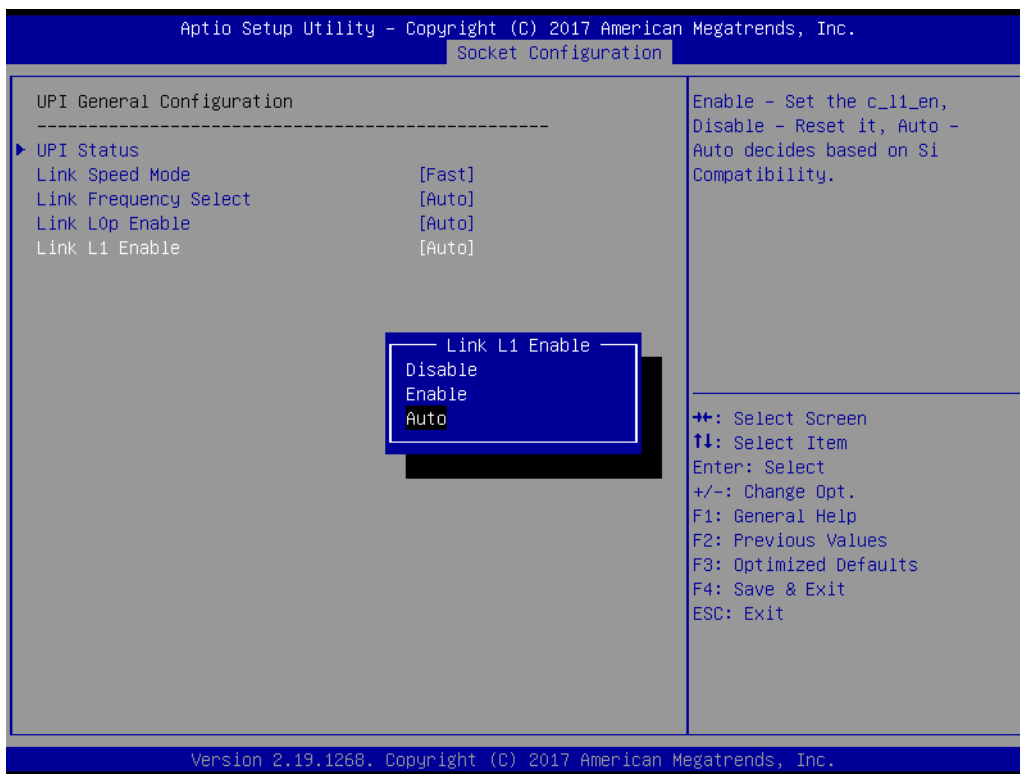 Aptio Setup Utility – Copyright (C) 2017 American Megatrends, Inc.
Socket Configuration
UPI General Configuration
--------------------------------------------------
UPI Status
Link Speed Mode [Fast]
Link Frequency Select [Auto]
Link L0p Enable [Auto]
Link L1 Enable [Auto]
Link L1 Enable
Disable
Enable
Auto
Enable – Set the c_l1_en,
Disable – Reset it, Auto –
Auto decides based on Si
Compatibility.
→←: Select Screen
↑↓: Select Item
Enter: Select
+/-: Change Opt.
F1: General Help
F2: Previous Values
F3: Optimized Defaults
F4: Save & Exit
ESC: Exit
Version 2.19.1268. Copyright (C) 2017 American Megatrends, Inc.